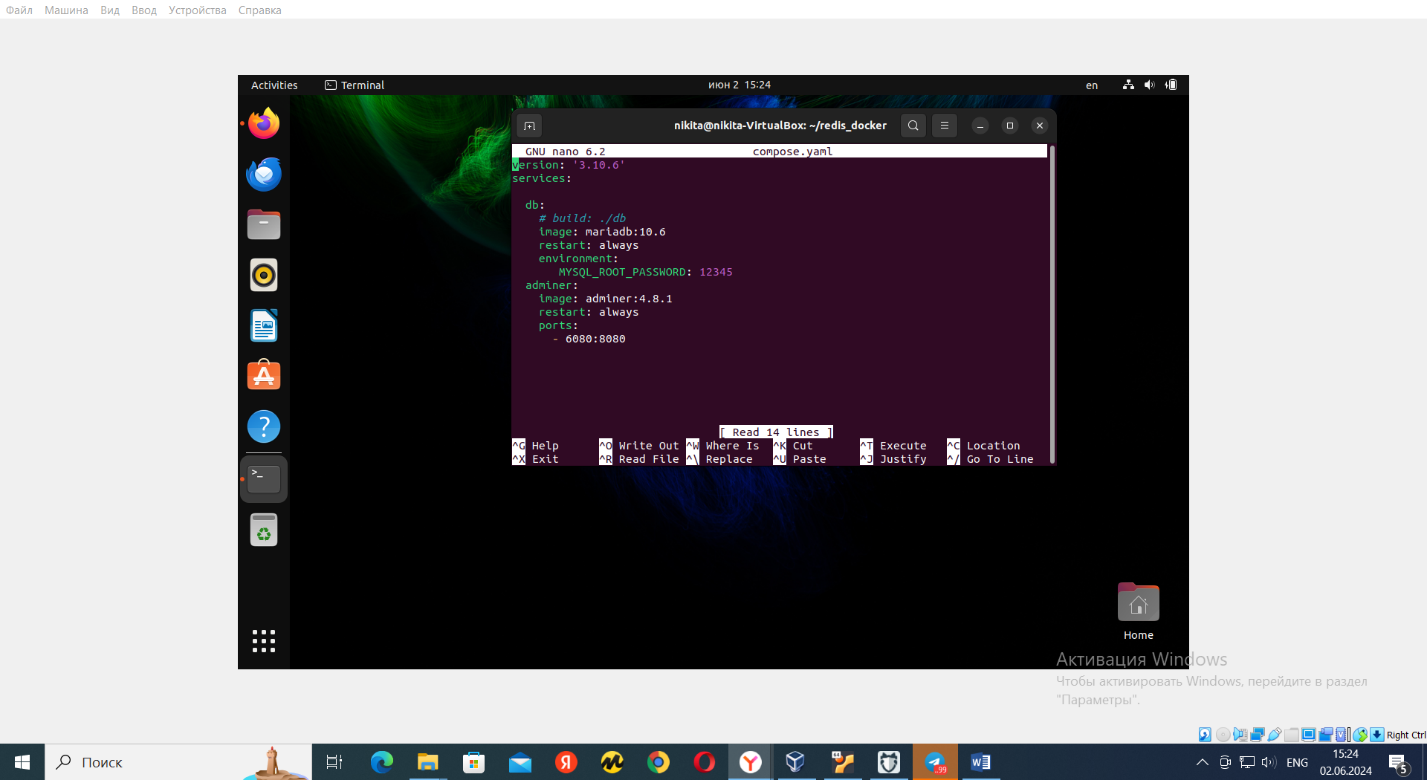 Файл Машина Вид Ввод Устройства Справка
Activities Terminal июн 2 15:24 en
nikita@nikita-VirtualBox: ~/redis_docker
GNU nano 6.2 compose.yaml
version: '3.10.6'
services:
db:
# build: ./db
image: mariadb:10.6
restart: always
environment:
MYSQL_ROOT_PASSWORD: 12345
adminer:
image: adminer:4.8.1
restart: always
ports:
- 6080:8080
[ Read 14 lines ]
^G Help ^O Write Out ^W Where Is ^K Cut ^T Execute ^C Location
^X Exit ^R Read File ^\ Replace ^U Paste ^J Justify ^/ Go To Line
Home
Активация Windows
Чтобы активировать Windows, перейдите в раздел
"Параметры".
Right Ctrl
Поиск
99
ENG
15:24
02.06.2024
5